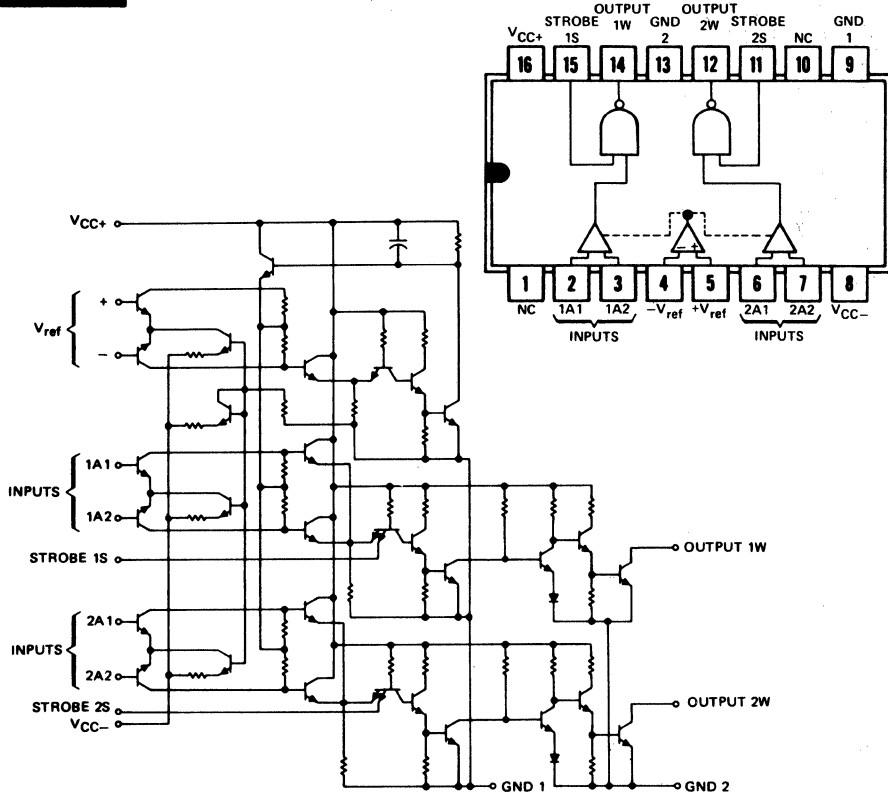 OUTPUT OUTPUT
STROBE 1W GND 2W STROBE GND
VCC+ 1S 2 2S NC 1
16 15 14 13 12 11 10 9
1 2 3 4 5 6 7 8
NC 1A1 1A2 −Vref +Vref 2A1 2A2 VCC−
INPUTS INPUTS
− +
VCC+
+
Vref
−
1A1
INPUTS
1A2
STROBE 1S
OUTPUT 1W
2A1
INPUTS
2A2
STROBE 2S
VCC−
OUTPUT 2W
GND 1
GND 2